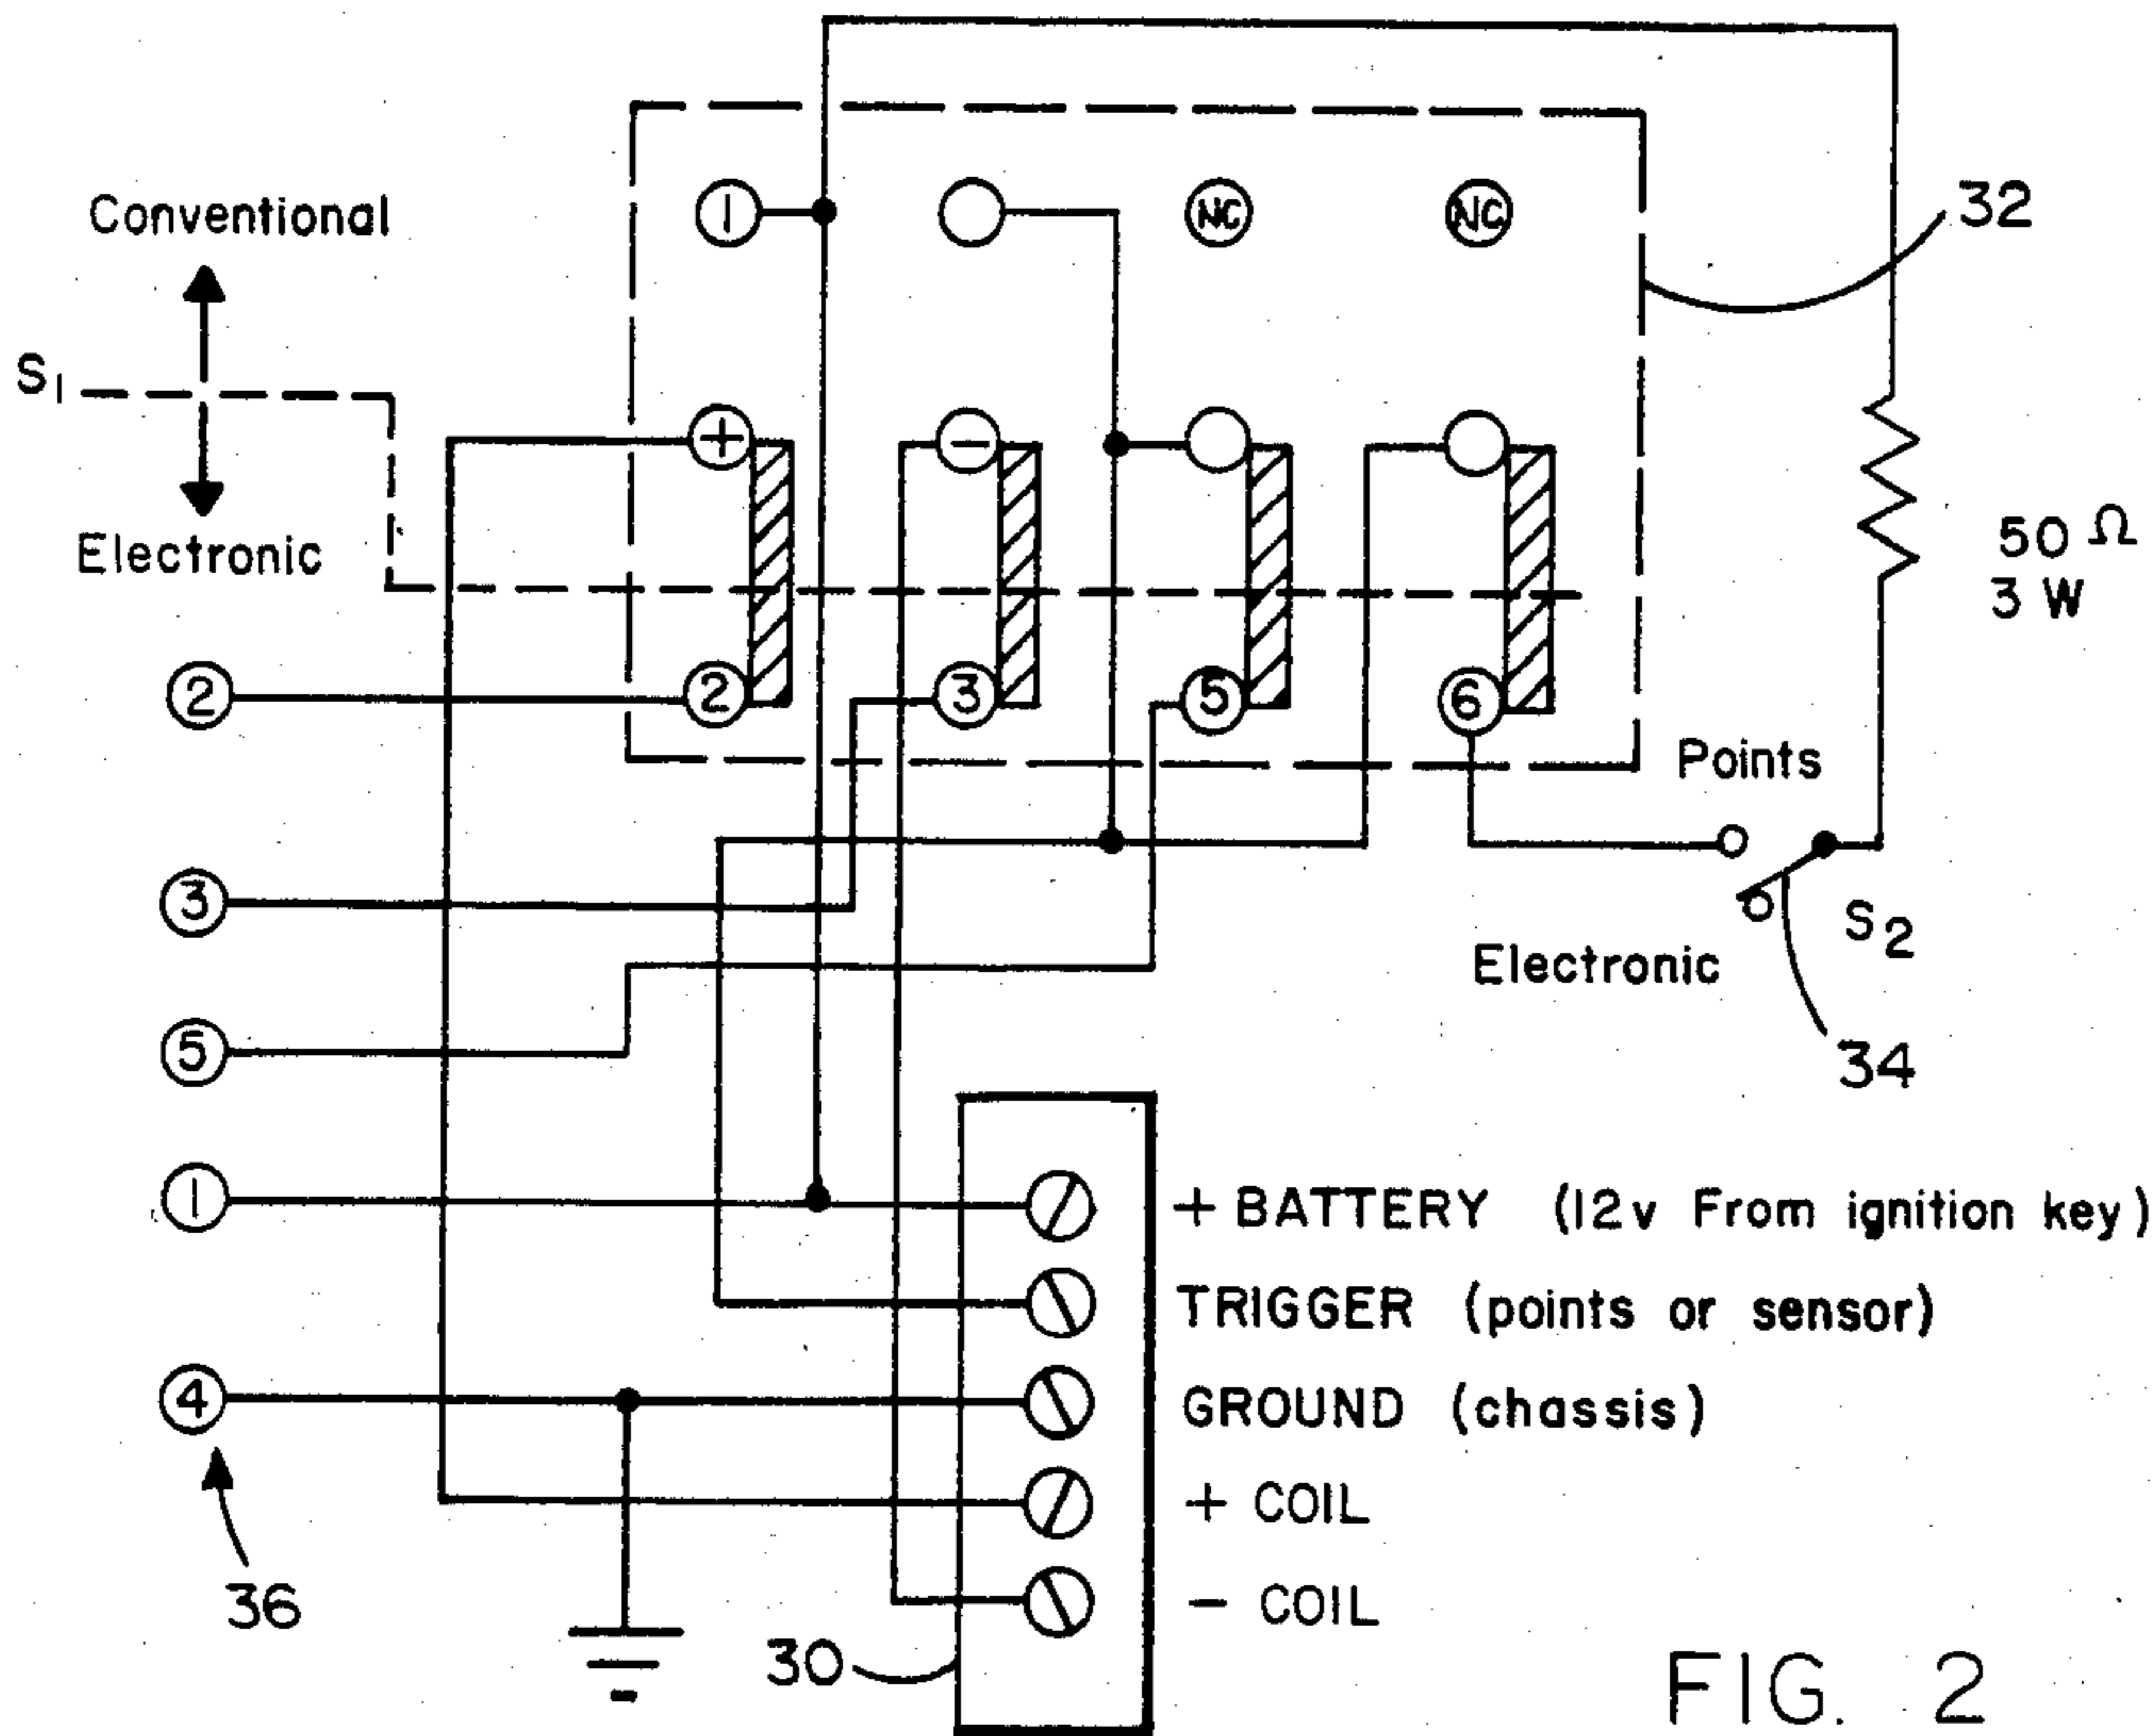 1 NC NC
32
Conventional
S1
+ −
Electronic
50 Ω
3 W
2 2 3 5 6
Points
3
S2
Electronic
5
34
1
+ BATTERY (12v From ignition key)
TRIGGER (points or sensor)
4
GROUND (chassis)
+ COIL
36
− COIL
30
FIG. 2